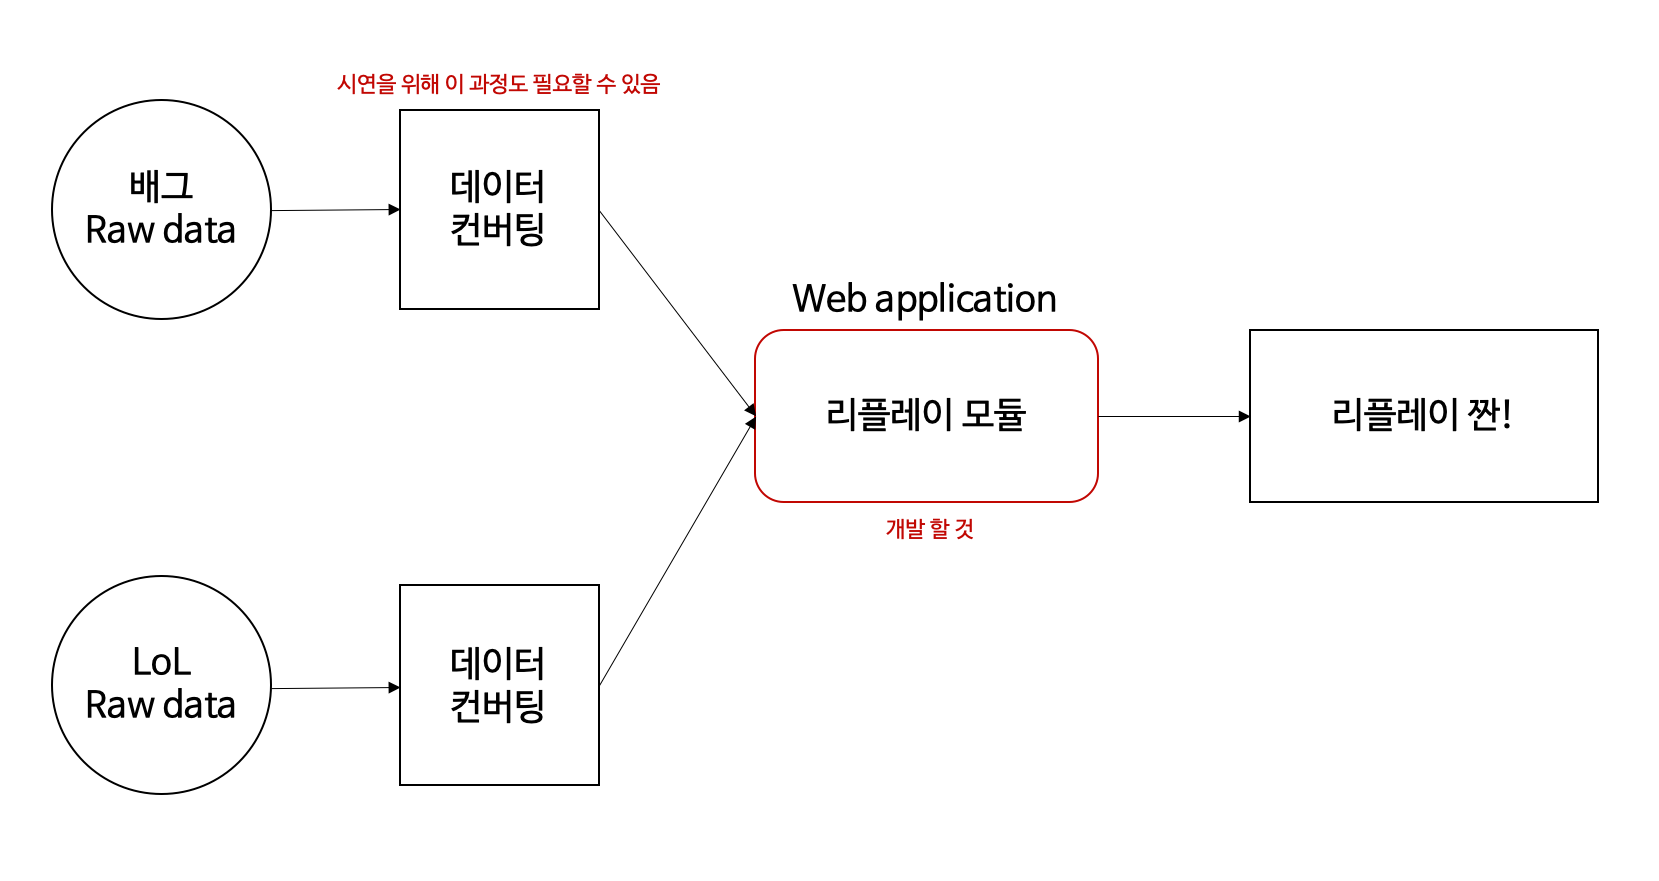 시연을 위해 이 과정도 필요할 수 있음
배그
Raw data
데이터
컨버팅
Web application
리플레이 모듈
개발 할 것
리플레이 짠!
LoL
Raw data
데이터
컨버팅